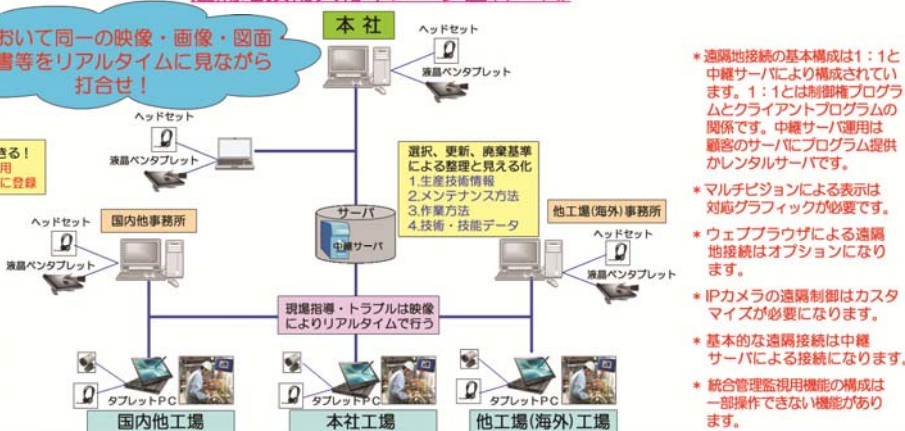 本 社
おいて同一の映像・画像・図面
書等をリアルタイムに見ながら
打合せ！
ヘッドセット
液晶ペンタブレット
ヘッドセット
液晶ペンタブレット
きる！
用
に登録
選択、更新、廃棄基準
による整理と見える化
1.生産技術情報
2.メンテナンス方法
3.作業方法
4.技術・技能データ
サーバ
中継サーバ
国内他事務所
ヘッドセット
液晶ペンタブレット
他工場(海外)事務所
ヘッドセット
液晶ペンタブレット
現場指導・トラブルは映像
によりリアルタイムで行う
タブレットPC
タブレットPC
タブレットPC
国内他工場
本社工場
他工場(海外)工場
*遠隔地接続の基本構成は1：1と
中継サーバにより構成されてい
ます。1：1とは制御権プログラ
ムとクライアントプログラムの
関係です。中継サーバ運用は
顧客のサーバにプログラム提供
かレンタルサーバです。
*マルチビジョンによる表示は
対応グラフィックが必要です。
* ウェブブラウザによる遠隔
地接続はオプションになり
ます。
*IPカメラの遠隔制御はカスタ
マイズが必要になります。
* 基本的な遠隔接続は中継
サーバによる接続になります。
* 統合管理監視用機能の構成は
一部操作できない機能があり
ます。